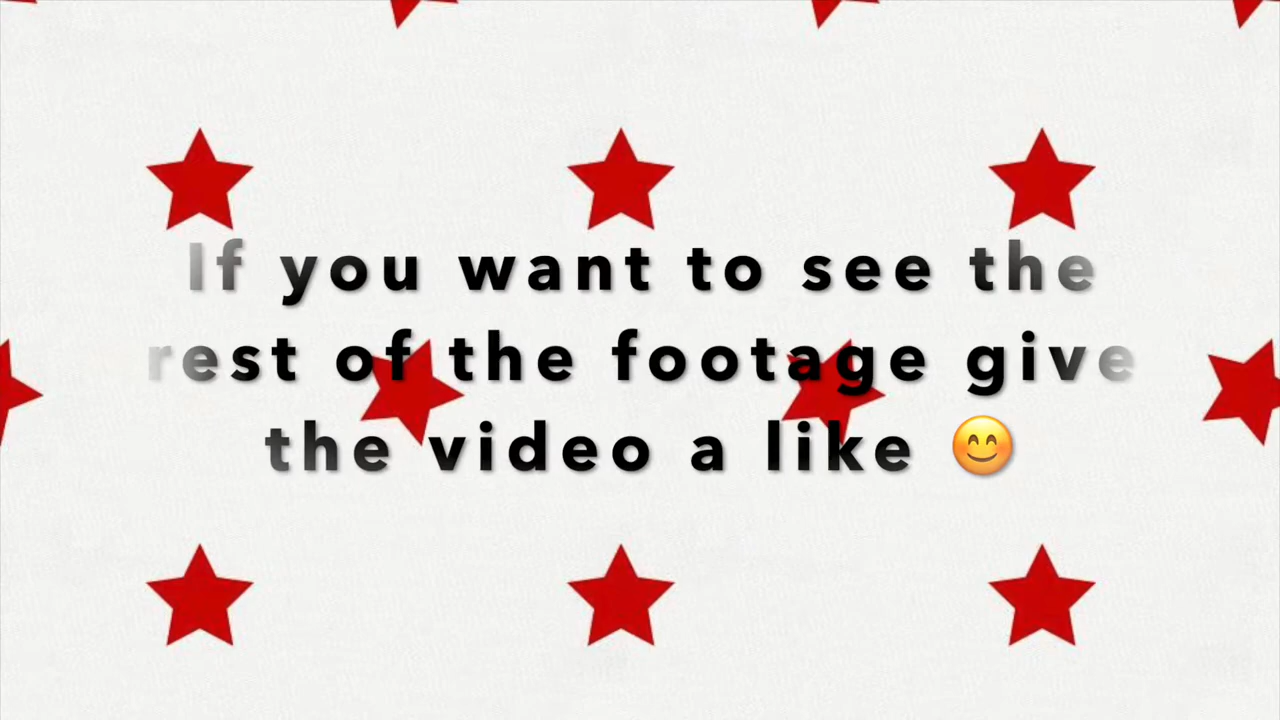 If you want to see the
rest of the footage give
the video a like 😊